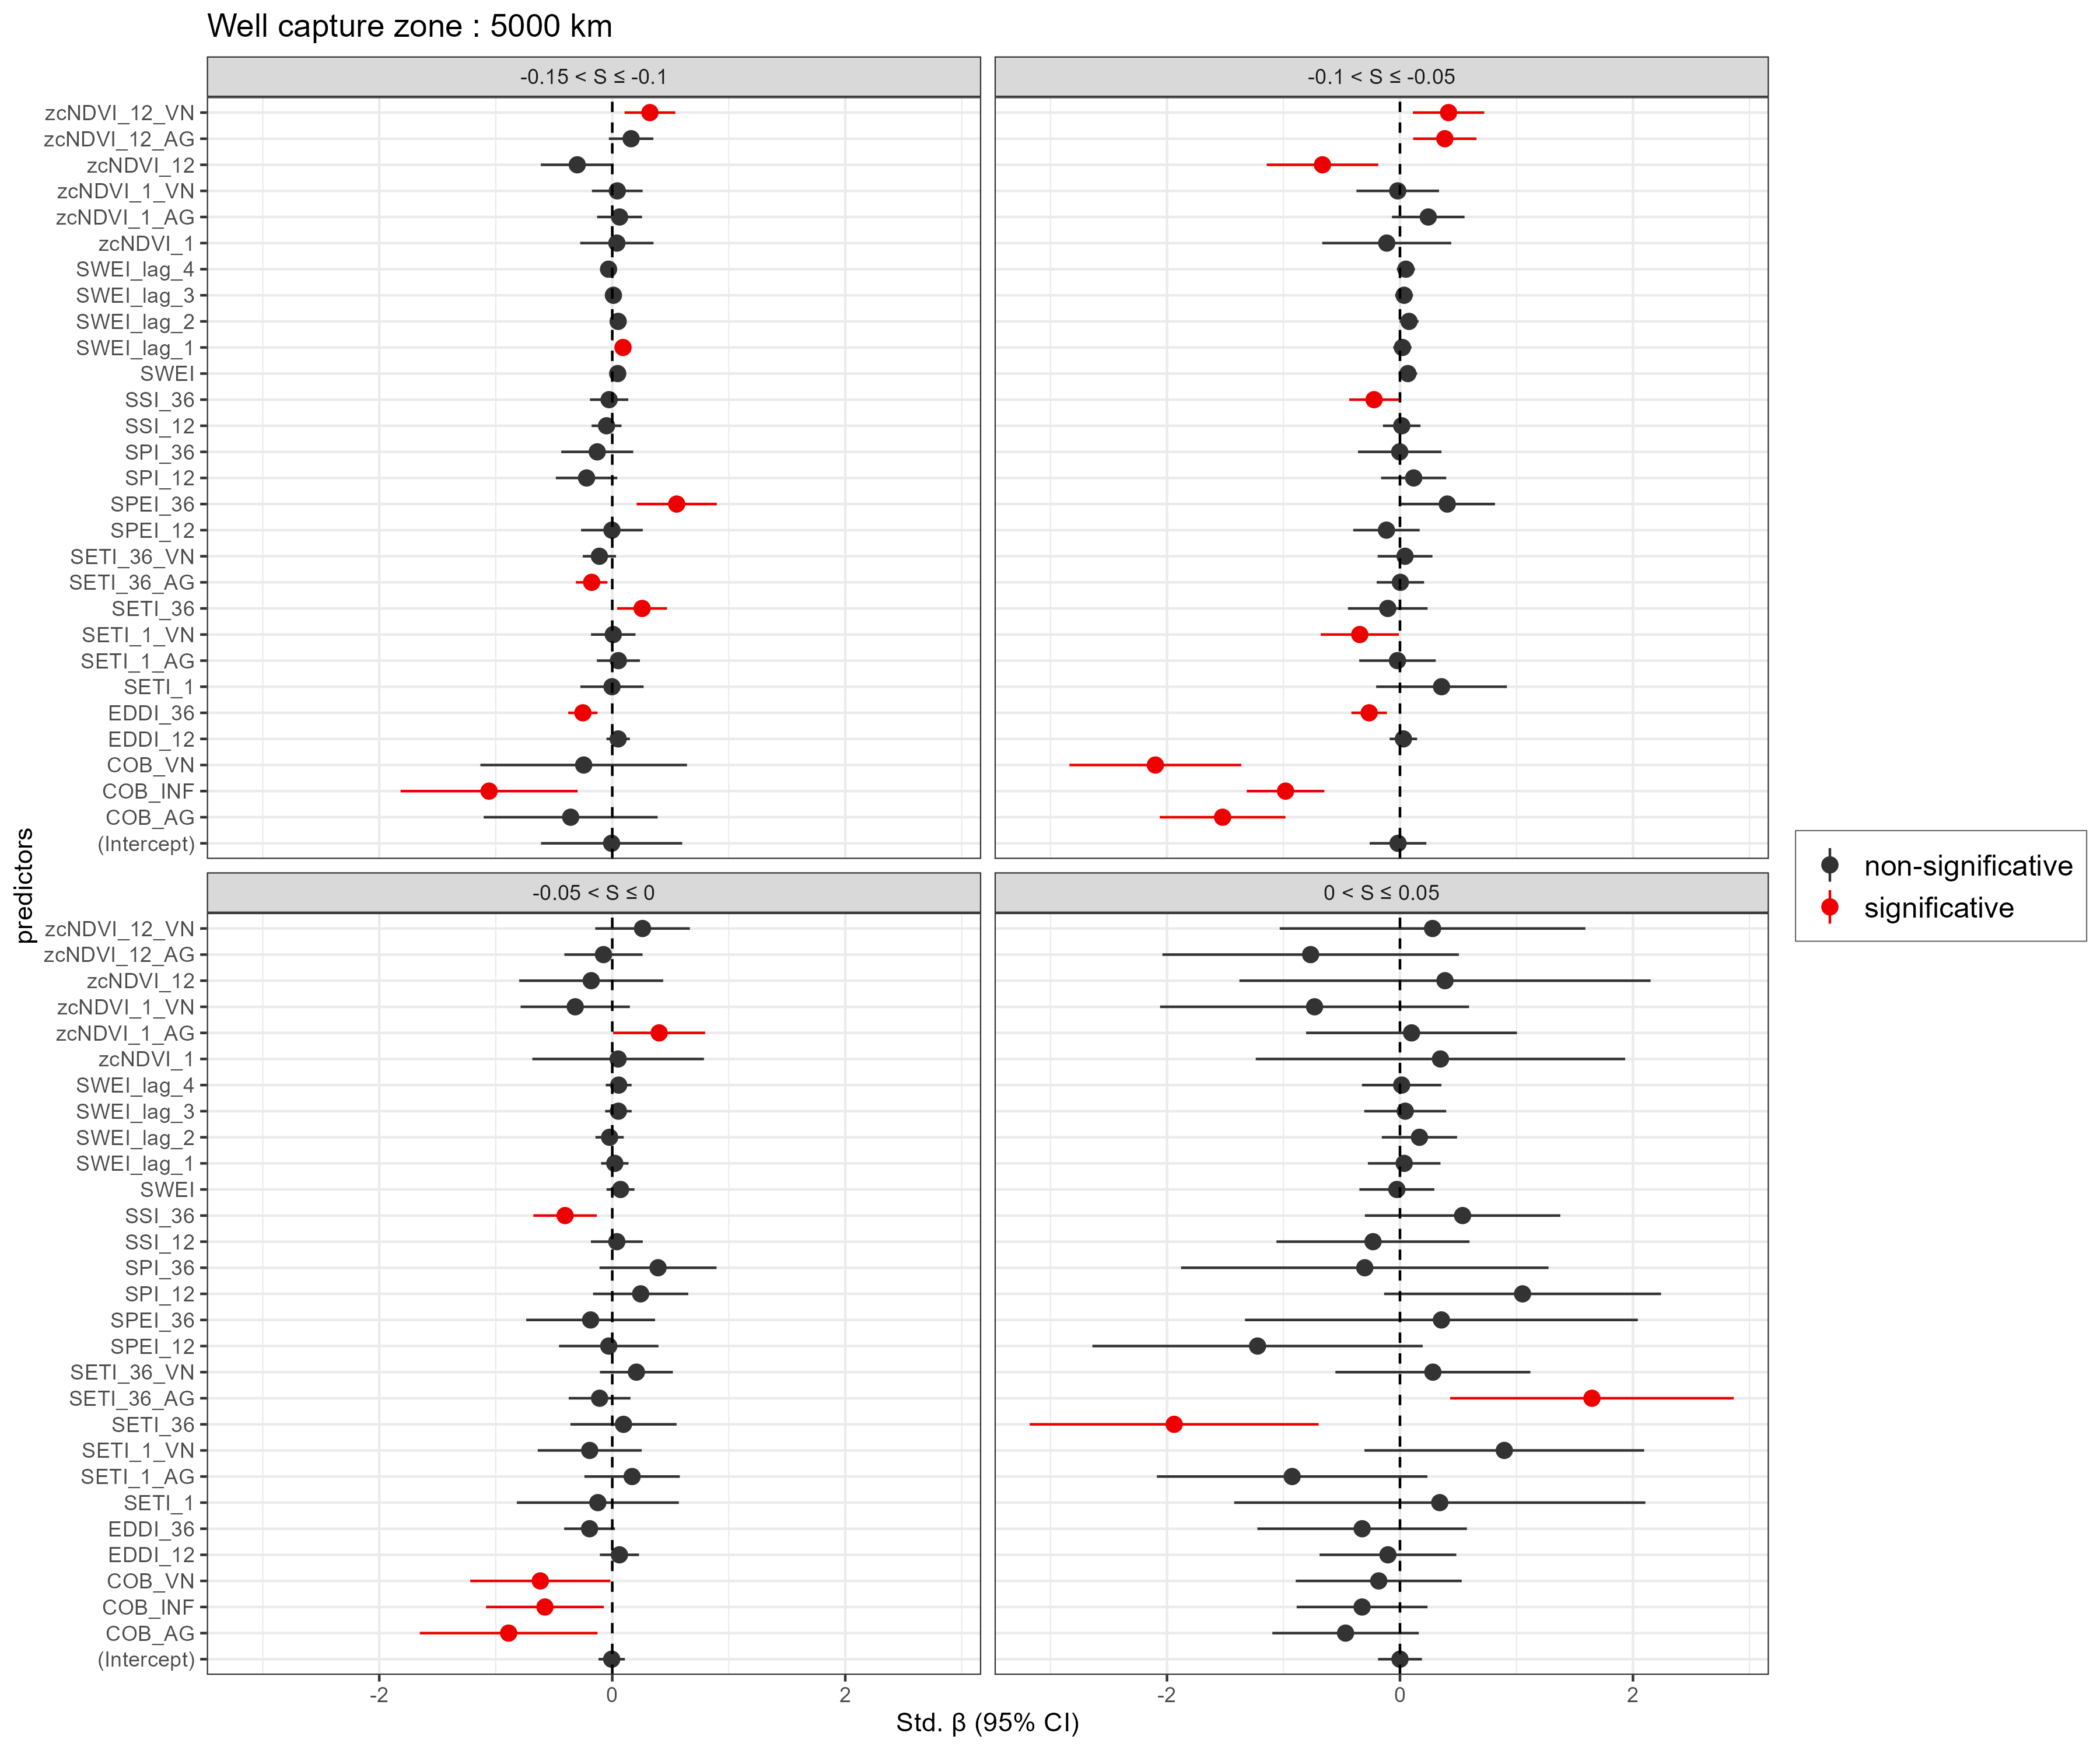 Well capture zone : 5000 km
-0.15 < S ≤ -0.1
-0.1 < S ≤ -0.05
zcNDVI_12_VN
zcNDVI_12_AG
zcNDVI_12
zcNDVI_1_VN
zcNDVI_1_AG
zcNDVI_1
SWEI_lag_4
SWEI_lag_3
SWEI_lag_2
SWEI_lag_1
SWEI
SSI_36
SSI_12
SPI_36
SPI_12
SPEI_36
SPEI_12
SETI_36_VN
SETI_36_AG
SETI_36
SETI_1_VN
SETI_1_AG
SETI_1
EDDI_36
EDDI_12
COB_VN
COB_INF
COB_AG
(Intercept)
predictors
non-significative
significative
-0.05 < S ≤ 0
0 < S ≤ 0.05
zcNDVI_12_VN
zcNDVI_12_AG
zcNDVI_12
zcNDVI_1_VN
zcNDVI_1_AG
zcNDVI_1
SWEI_lag_4
SWEI_lag_3
SWEI_lag_2
SWEI_lag_1
SWEI
SSI_36
SSI_12
SPI_36
SPI_12
SPEI_36
SPEI_12
SETI_36_VN
SETI_36_AG
SETI_36
SETI_1_VN
SETI_1_AG
SETI_1
EDDI_36
EDDI_12
COB_VN
COB_INF
COB_AG
(Intercept)
-2 0 2
-2 0 2
Std. β (95% CI)